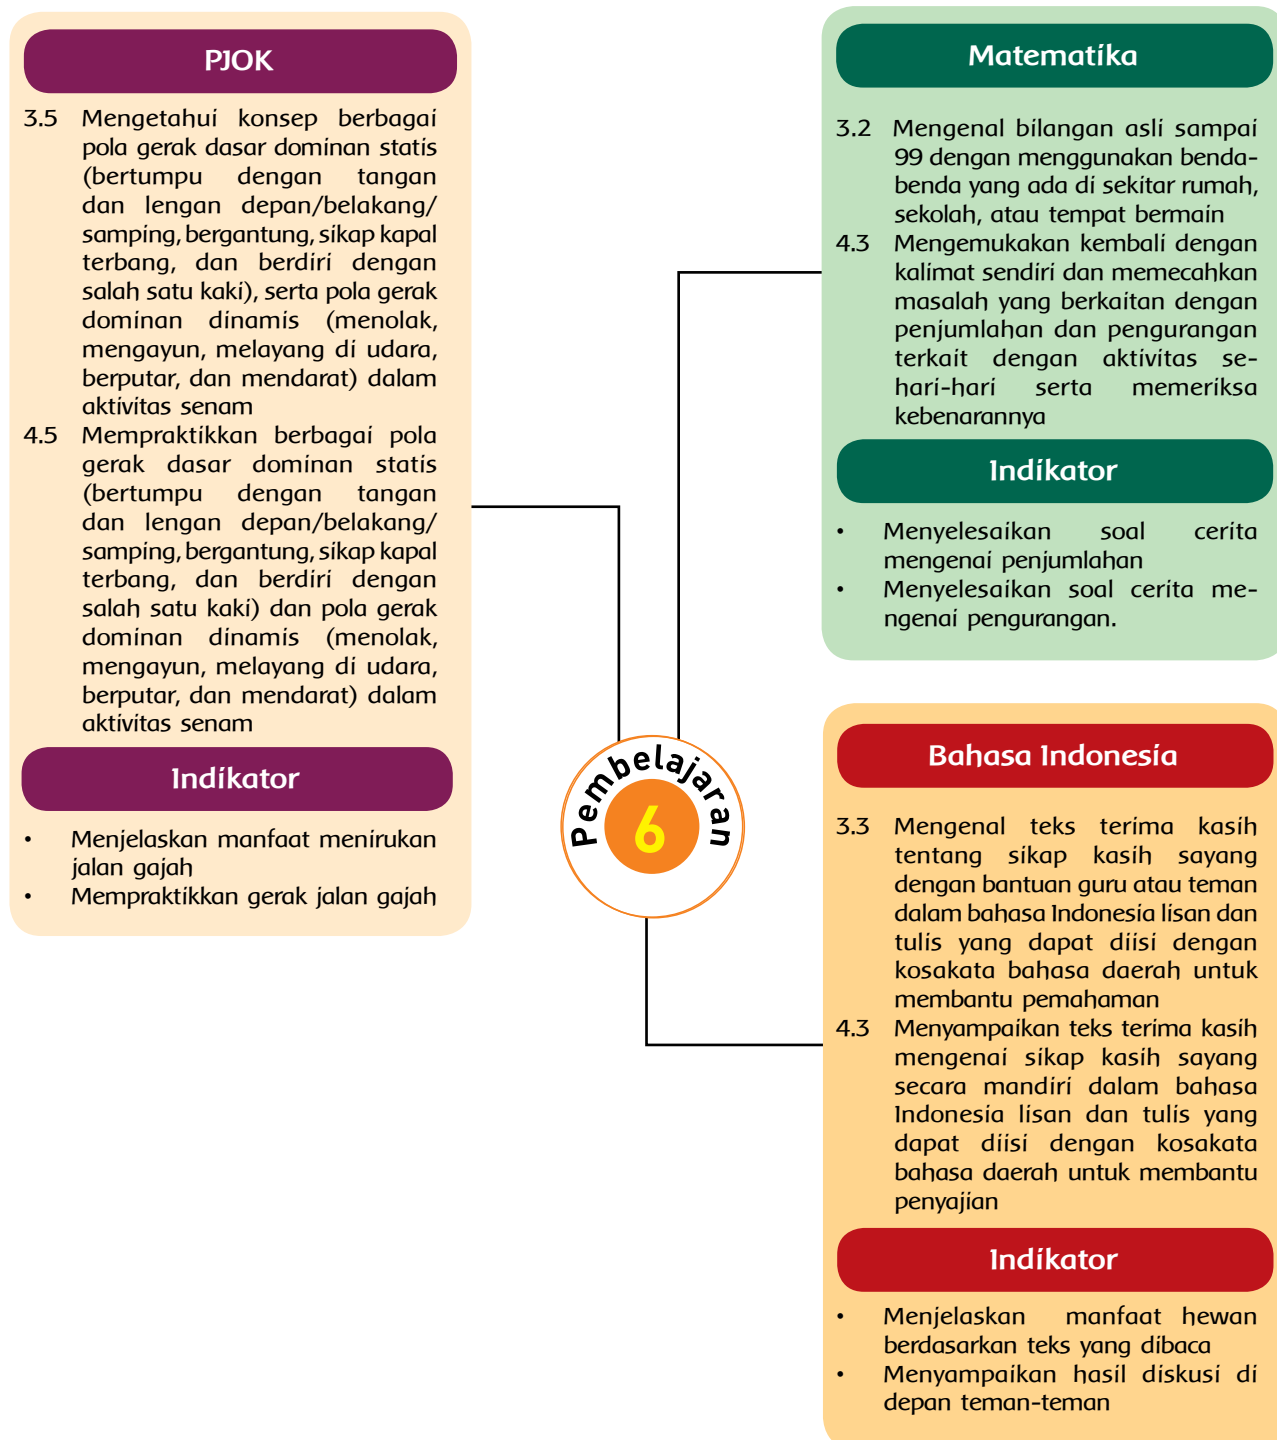 PJOK
3.5 Mengetahui konsep berbagai
pola gerak dasar dominan statis
(bertumpu dengan tangan
dan lengan depan/belakang/
samping, bergantung, sikap kapal
terbang, dan berdiri dengan
salah satu kaki), serta pola gerak
dominan dinamis (menolak,
mengayun, melayang di udara,
berputar, dan mendarat) dalam
aktivitas senam
4.5 Mempraktikkan berbagai pola
gerak dasar dominan statis
(bertumpu dengan tangan
dan lengan depan/belakang/
samping, bergantung, sikap kapal
terbang, dan berdiri dengan
salah satu kaki) dan pola gerak
dominan dinamis (menolak,
mengayun, melayang di udara,
berputar, dan mendarat) dalam
aktivitas senam
Indikator
• Menjelaskan manfaat menirukan
jalan gajah
• Mempraktikkan gerak jalan gajah
Pembelajaran
6
Matematika
3.2 Mengenal bilangan asli sampai
99 dengan menggunakan benda-
benda yang ada di sekitar rumah,
sekolah, atau tempat bermain
4.3 Mengemukakan kembali dengan
kalimat sendiri dan memecahkan
masalah yang berkaitan dengan
penjumlahan dan pengurangan
terkait dengan aktivitas se-
hari-hari serta memeriksa
kebenarannya
Indikator
• Menyelesaikan soal cerita
mengenai penjumlahan
• Menyelesaikan soal cerita me-
ngenai pengurangan.
Bahasa Indonesia
3.3 Mengenal teks terima kasih
tentang sikap kasih sayang
dengan bantuan guru atau teman
dalam bahasa Indonesia lisan dan
tulis yang dapat diisi dengan
kosakata bahasa daerah untuk
membantu pemahaman
4.3 Menyampaikan teks terima kasih
mengenai sikap kasih sayang
secara mandiri dalam bahasa
Indonesia lisan dan tulis yang
dapat diisi dengan kosakata
bahasa daerah untuk membantu
penyajian
Indikator
• Menjelaskan manfaat hewan
berdasarkan teks yang dibaca
• Menyampaikan hasil diskusi di
depan teman-teman